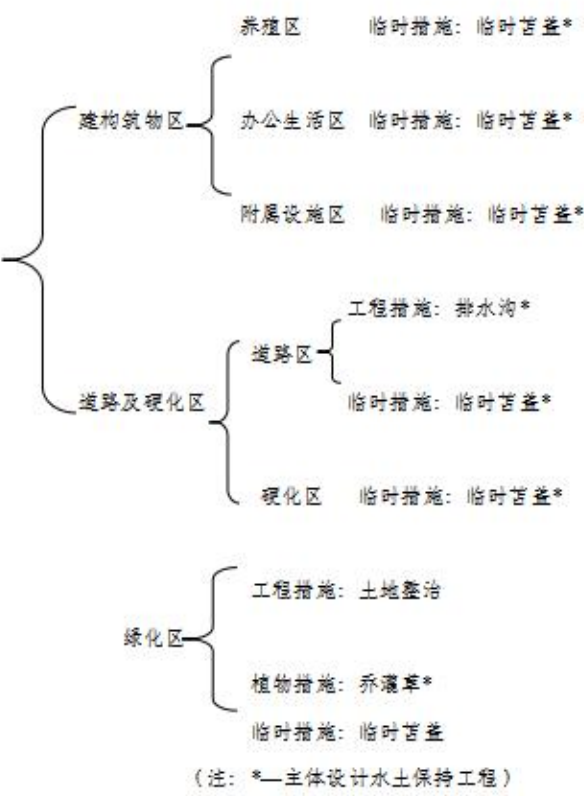 养殖区 临时措施：临时苫盖*
建构筑物区
办公生活区 临时措施：临时苫盖*
附属设施区 临时措施：临时苫盖*
工程措施：排水沟*
道路区
道路及硬化区
临时措施：临时苫盖*
硬化区 临时措施：临时苫盖*
工程措施：土地整治
绿化区
植物措施：乔灌草*
临时措施：临时苫盖
（注：*—主体设计水土保持工程）